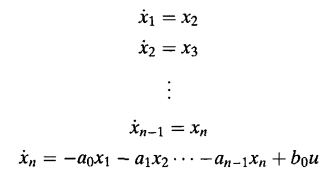 ẋ₁ = x₂
ẋ₂ = x₃
⋮
ẋₙ₋₁ = xₙ
ẋₙ = −a₀x₁ − a₁x₂ ⋯ −aₙ₋₁xₙ + b₀u